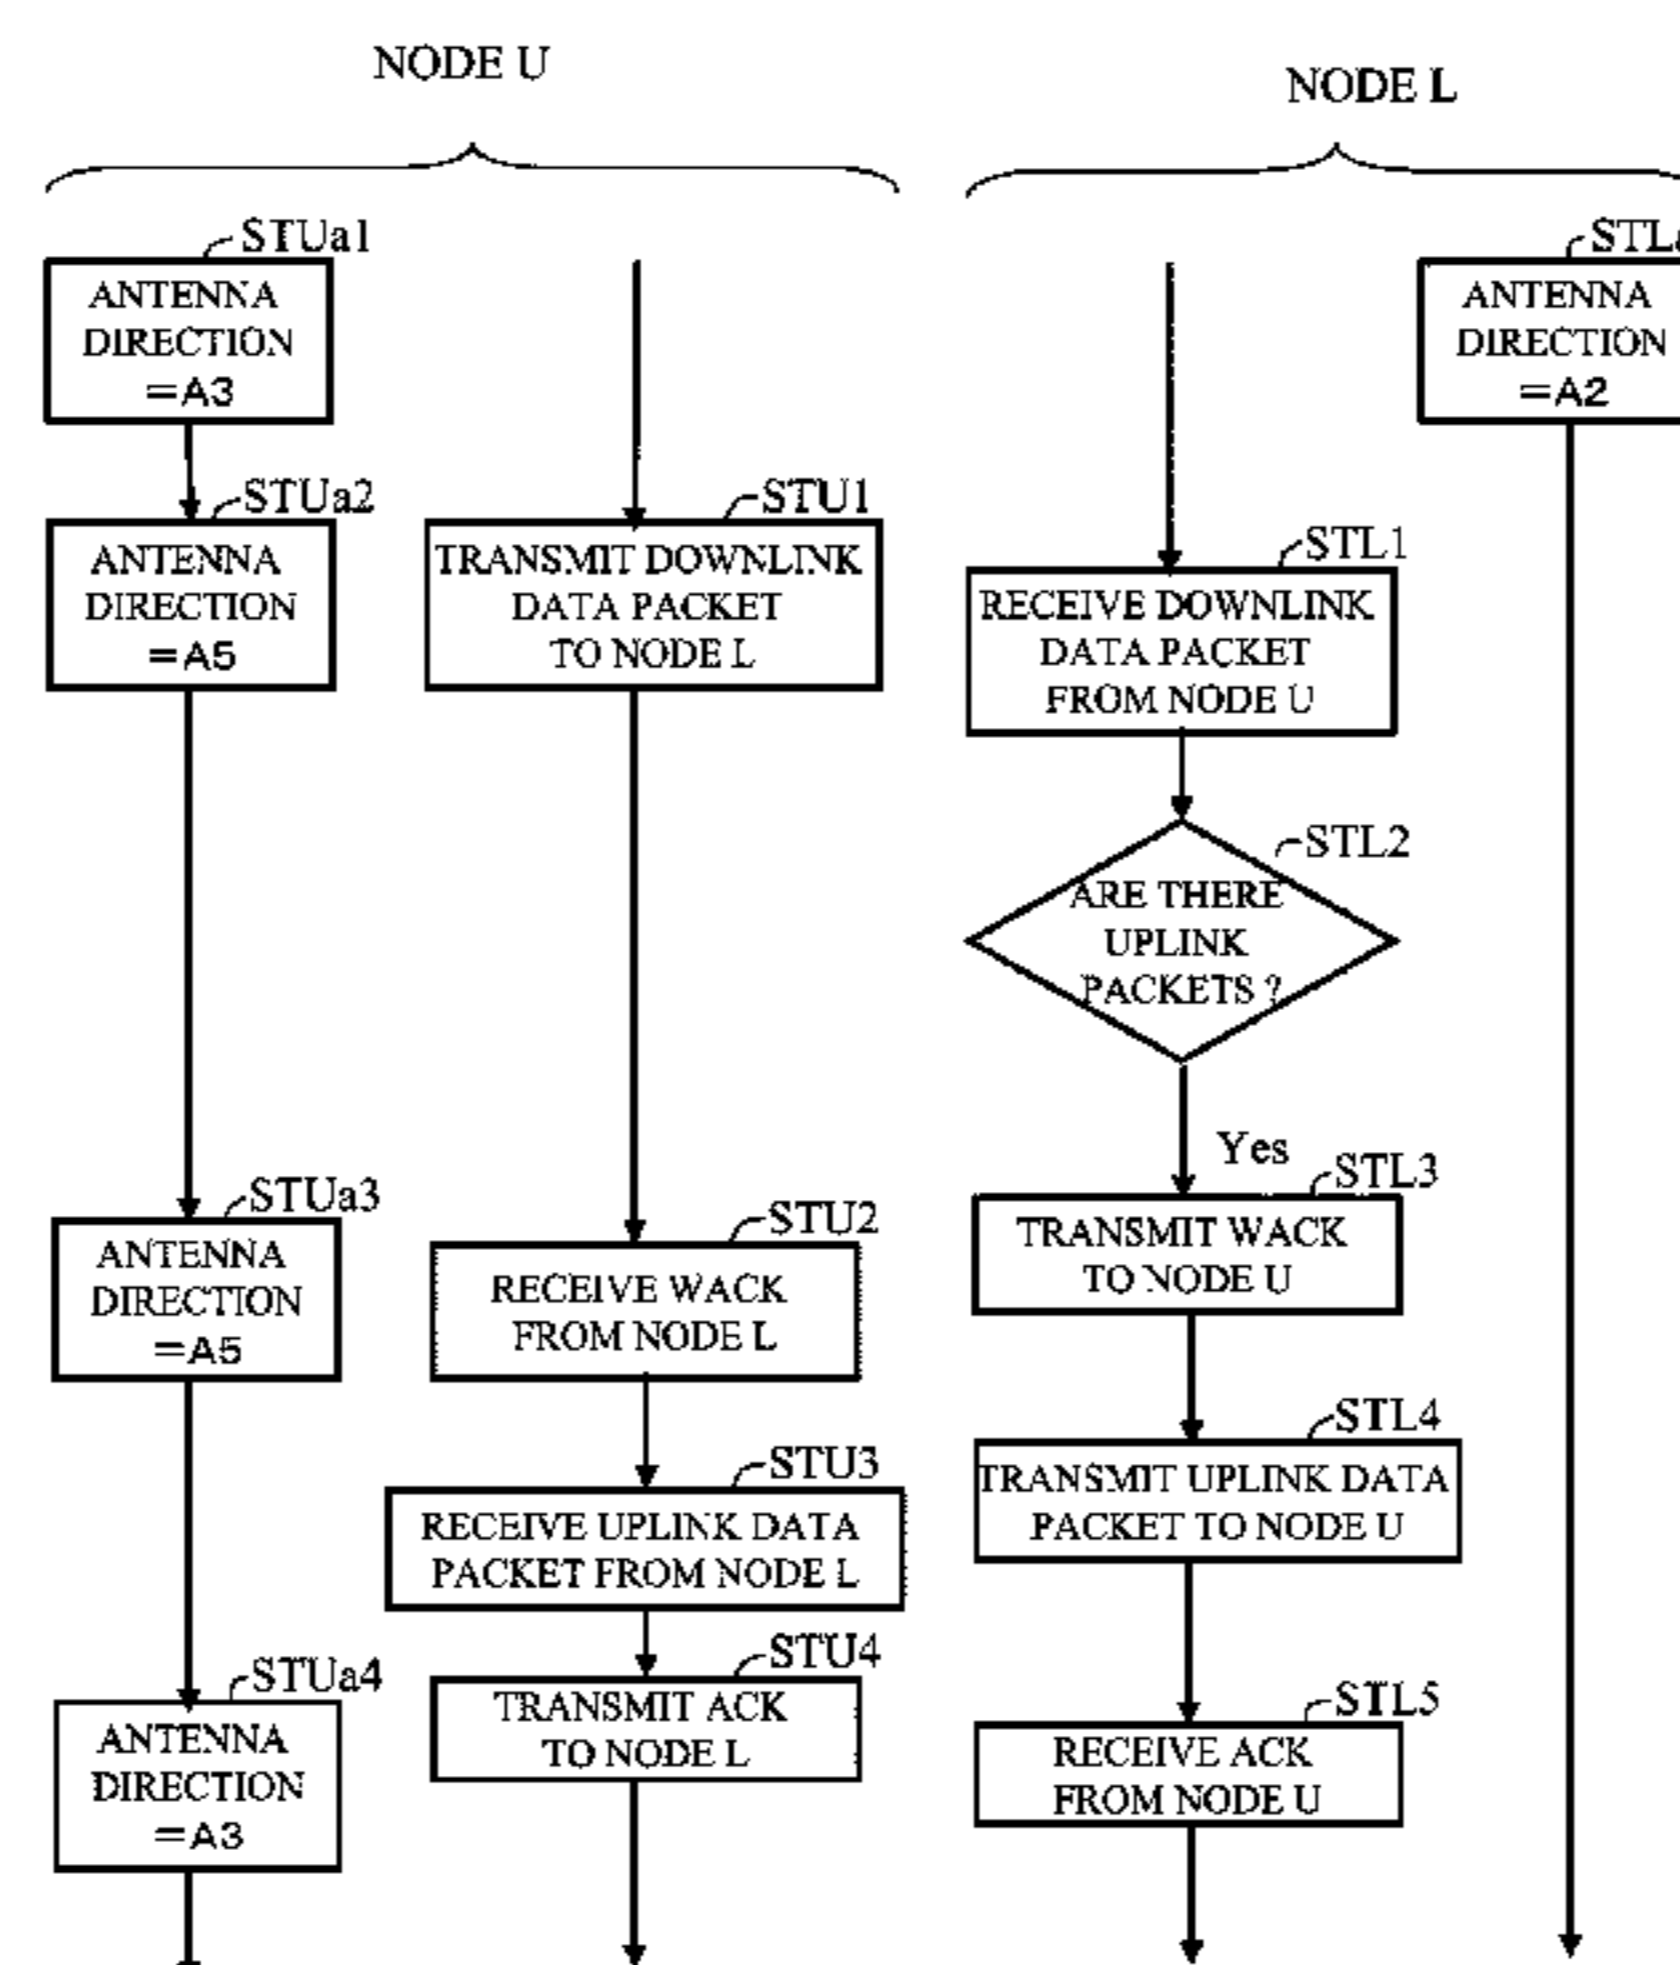 NODE U
NODE L
STUa1
ANTENNA
DIRECTION
=A3
STUa2
ANTENNA
DIRECTION
=A5
STUa3
ANTENNA
DIRECTION
=A5
STUa4
ANTENNA
DIRECTION
=A3
STU1
TRANSMIT DOWNLINK
DATA PACKET
TO NODE L
STU2
RECEIVE WACK
FROM NODE L
STU3
RECEIVE UPLINK DATA
PACKET FROM NODE L
STU4
TRANSMIT ACK
TO NODE L
STL1
RECEIVE DOWNLINK
DATA PACKET
FROM NODE U
STL2
ARE THERE
UPLINK
PACKETS ?
Yes
STL3
TRANSMIT WACK
TO NODE U
STL4
TRANSMIT UPLINK DATA
PACKET TO NODE U
STL5
RECEIVE ACK
FROM NODE U
ANTENNA
DIRECTION
=A2